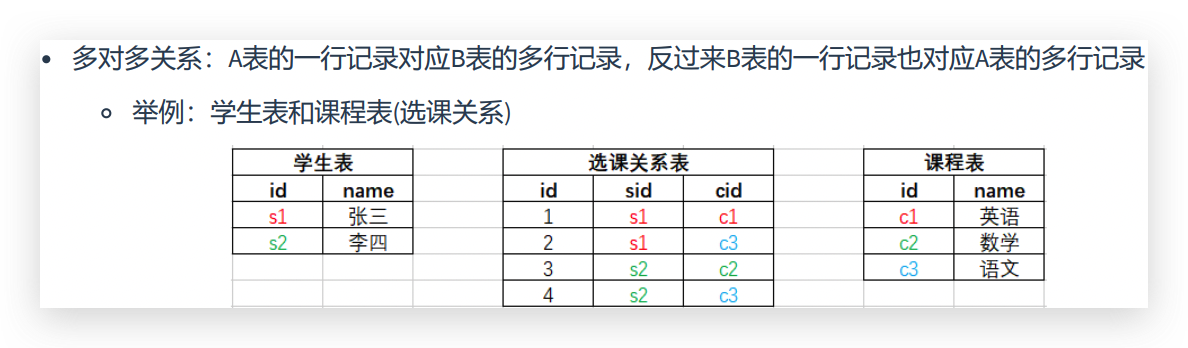 多对多关系：A表的一行记录对应B表的多行记录，反过来B表的一行记录也对应A表的多行记录
举例：学生表和课程表(选课关系)
学生表 选课关系表 课程表
id name id sid cid id name
s1 张三 1 s1 c1 c1 英语
s2 李四 2 s1 c3 c2 数学
3 s2 c2 c3 语文
4 s2 c3